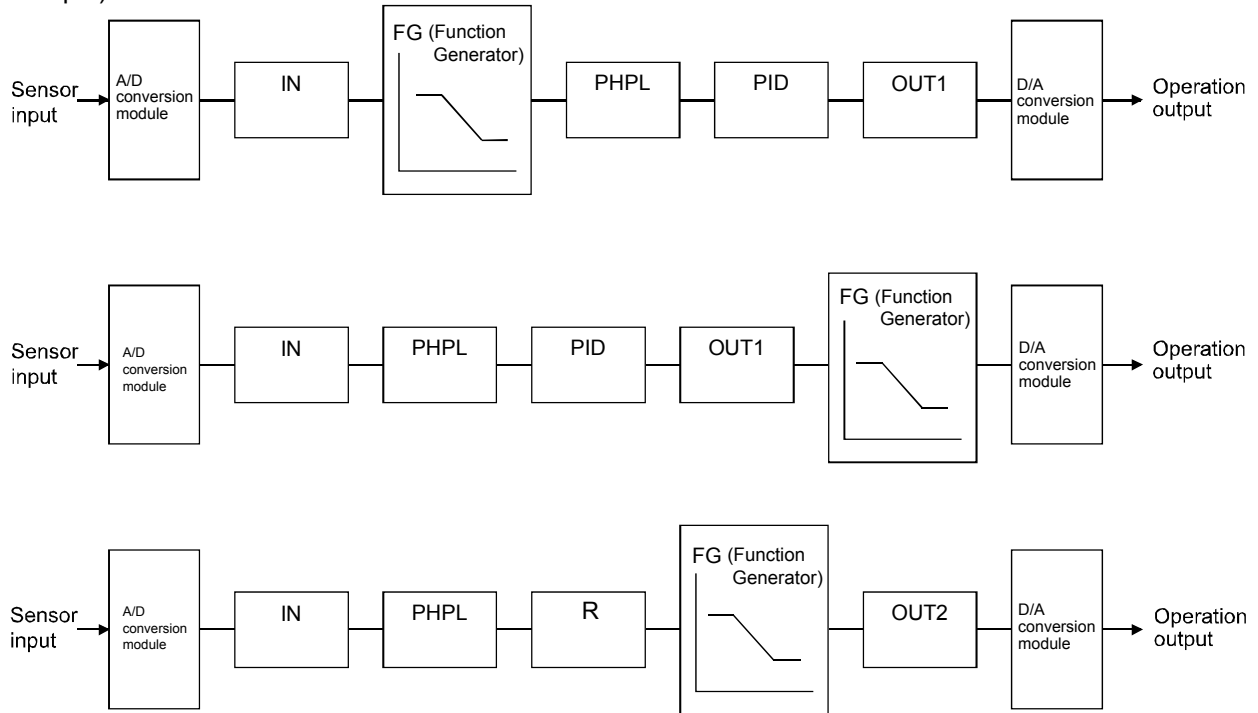 FG (Function
Generator)
Sensor
input
A/D
conversion
module
IN
PHPL
PID
OUT1
D/A
conversion
module
Operation
output
FG (Function
Generator)
Sensor
input
A/D
conversion
module
IN
PHPL
PID
OUT1
D/A
conversion
module
Operation
output
FG (Function
Generator)
Sensor
input
A/D
conversion
module
IN
PHPL
R
OUT2
D/A
conversion
module
Operation
output